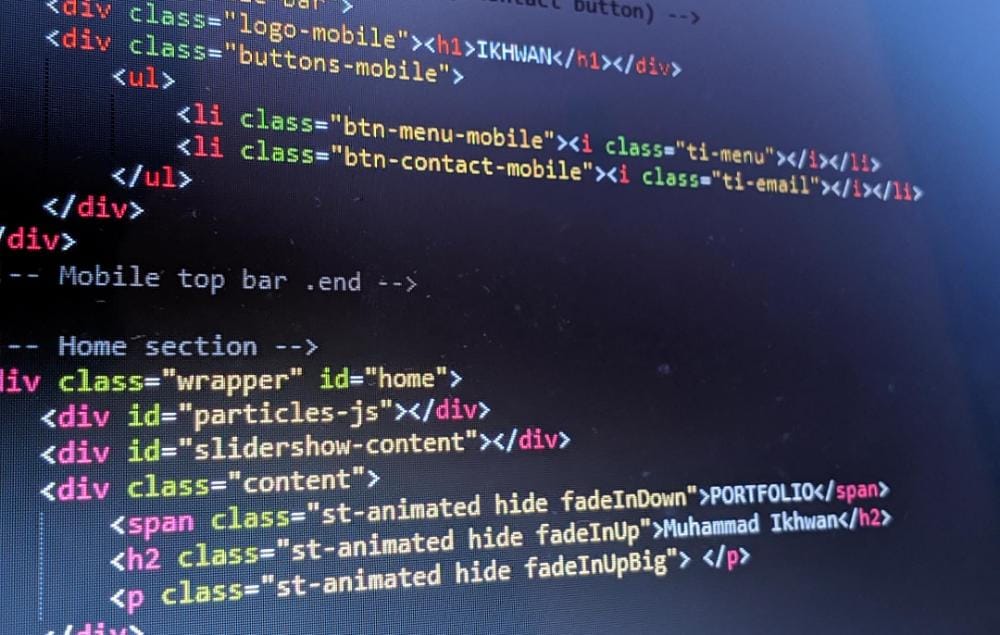 bar >
contact button) -->
<div class="logo-mobile"><h1>IKHWAN</h1></div>
<div class="buttons-mobile">
<ul>
<li class="btn-menu-mobile"><i class="ti-menu"></i></li>
<li class="btn-contact-mobile"><i class="ti-email"></i></li>
</ul>
</div>
/div>
-- Mobile top bar .end -->
-- Home section -->
div class="wrapper" id="home">
<div id="particles-js"></div>
<div id="slidershow-content"></div>
<div class="content">
<span class="st-animated hide fadeInDown">PORTFOLIO</span>
<h2 class="st-animated hide fadeInUp">Muhammad Ikhwan</h2>
<p class="st-animated hide fadeInUpBig"> </p>
</div>